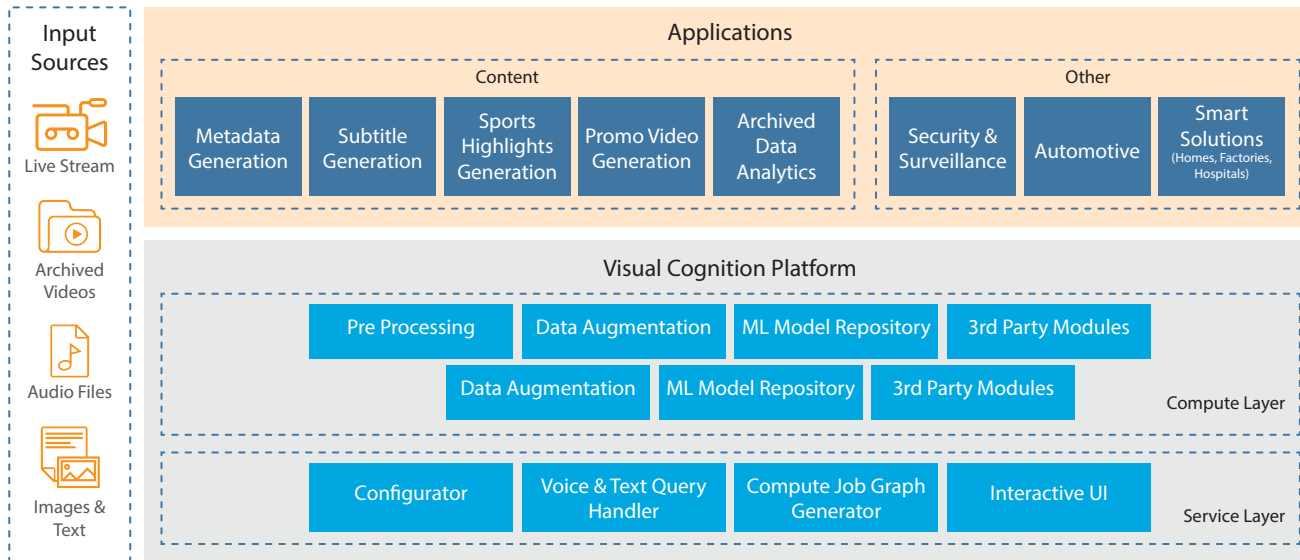 Input
Sources
Live Stream
Archived
Videos
Audio Files
Images &
Text
Applications
Content
Metadata
Generation
Subtitle
Generation
Sports
Highlights
Generation
Promo Video
Generation
Archived
Data
Analytics
Other
Security &
Surveillance
Automotive
Smart
Solutions
(Homes, Factories,
Hospitals)
Visual Cognition Platform
Pre Processing
Data Augmentation
ML Model Repository
3rd Party Modules
Data Augmentation
ML Model Repository
3rd Party Modules
Compute Layer
Configurator
Voice & Text Query
Handler
Compute Job Graph
Generator
Interactive UI
Service Layer